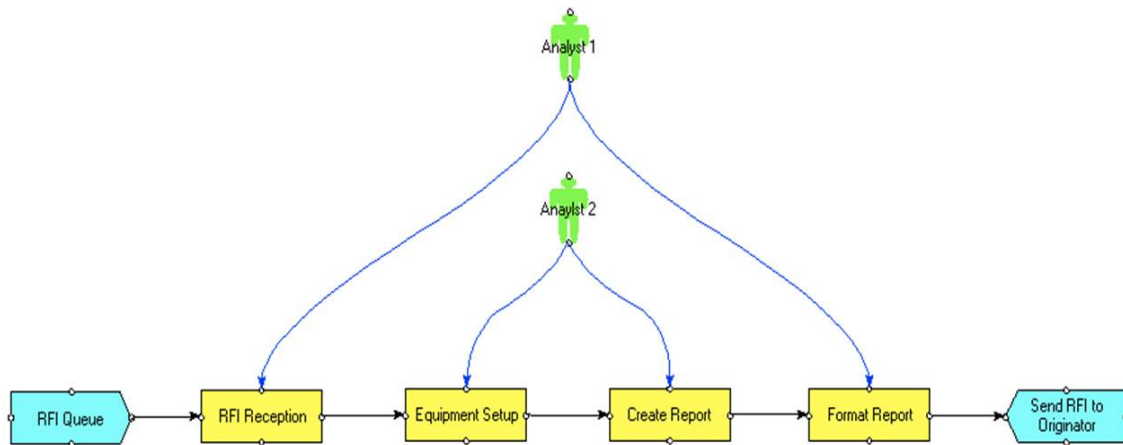 Analyst 1
Anaylst 2
RFI Queue
RFI Reception
Equipment Setup
Create Report
Format Report
Send RFI to
Originator